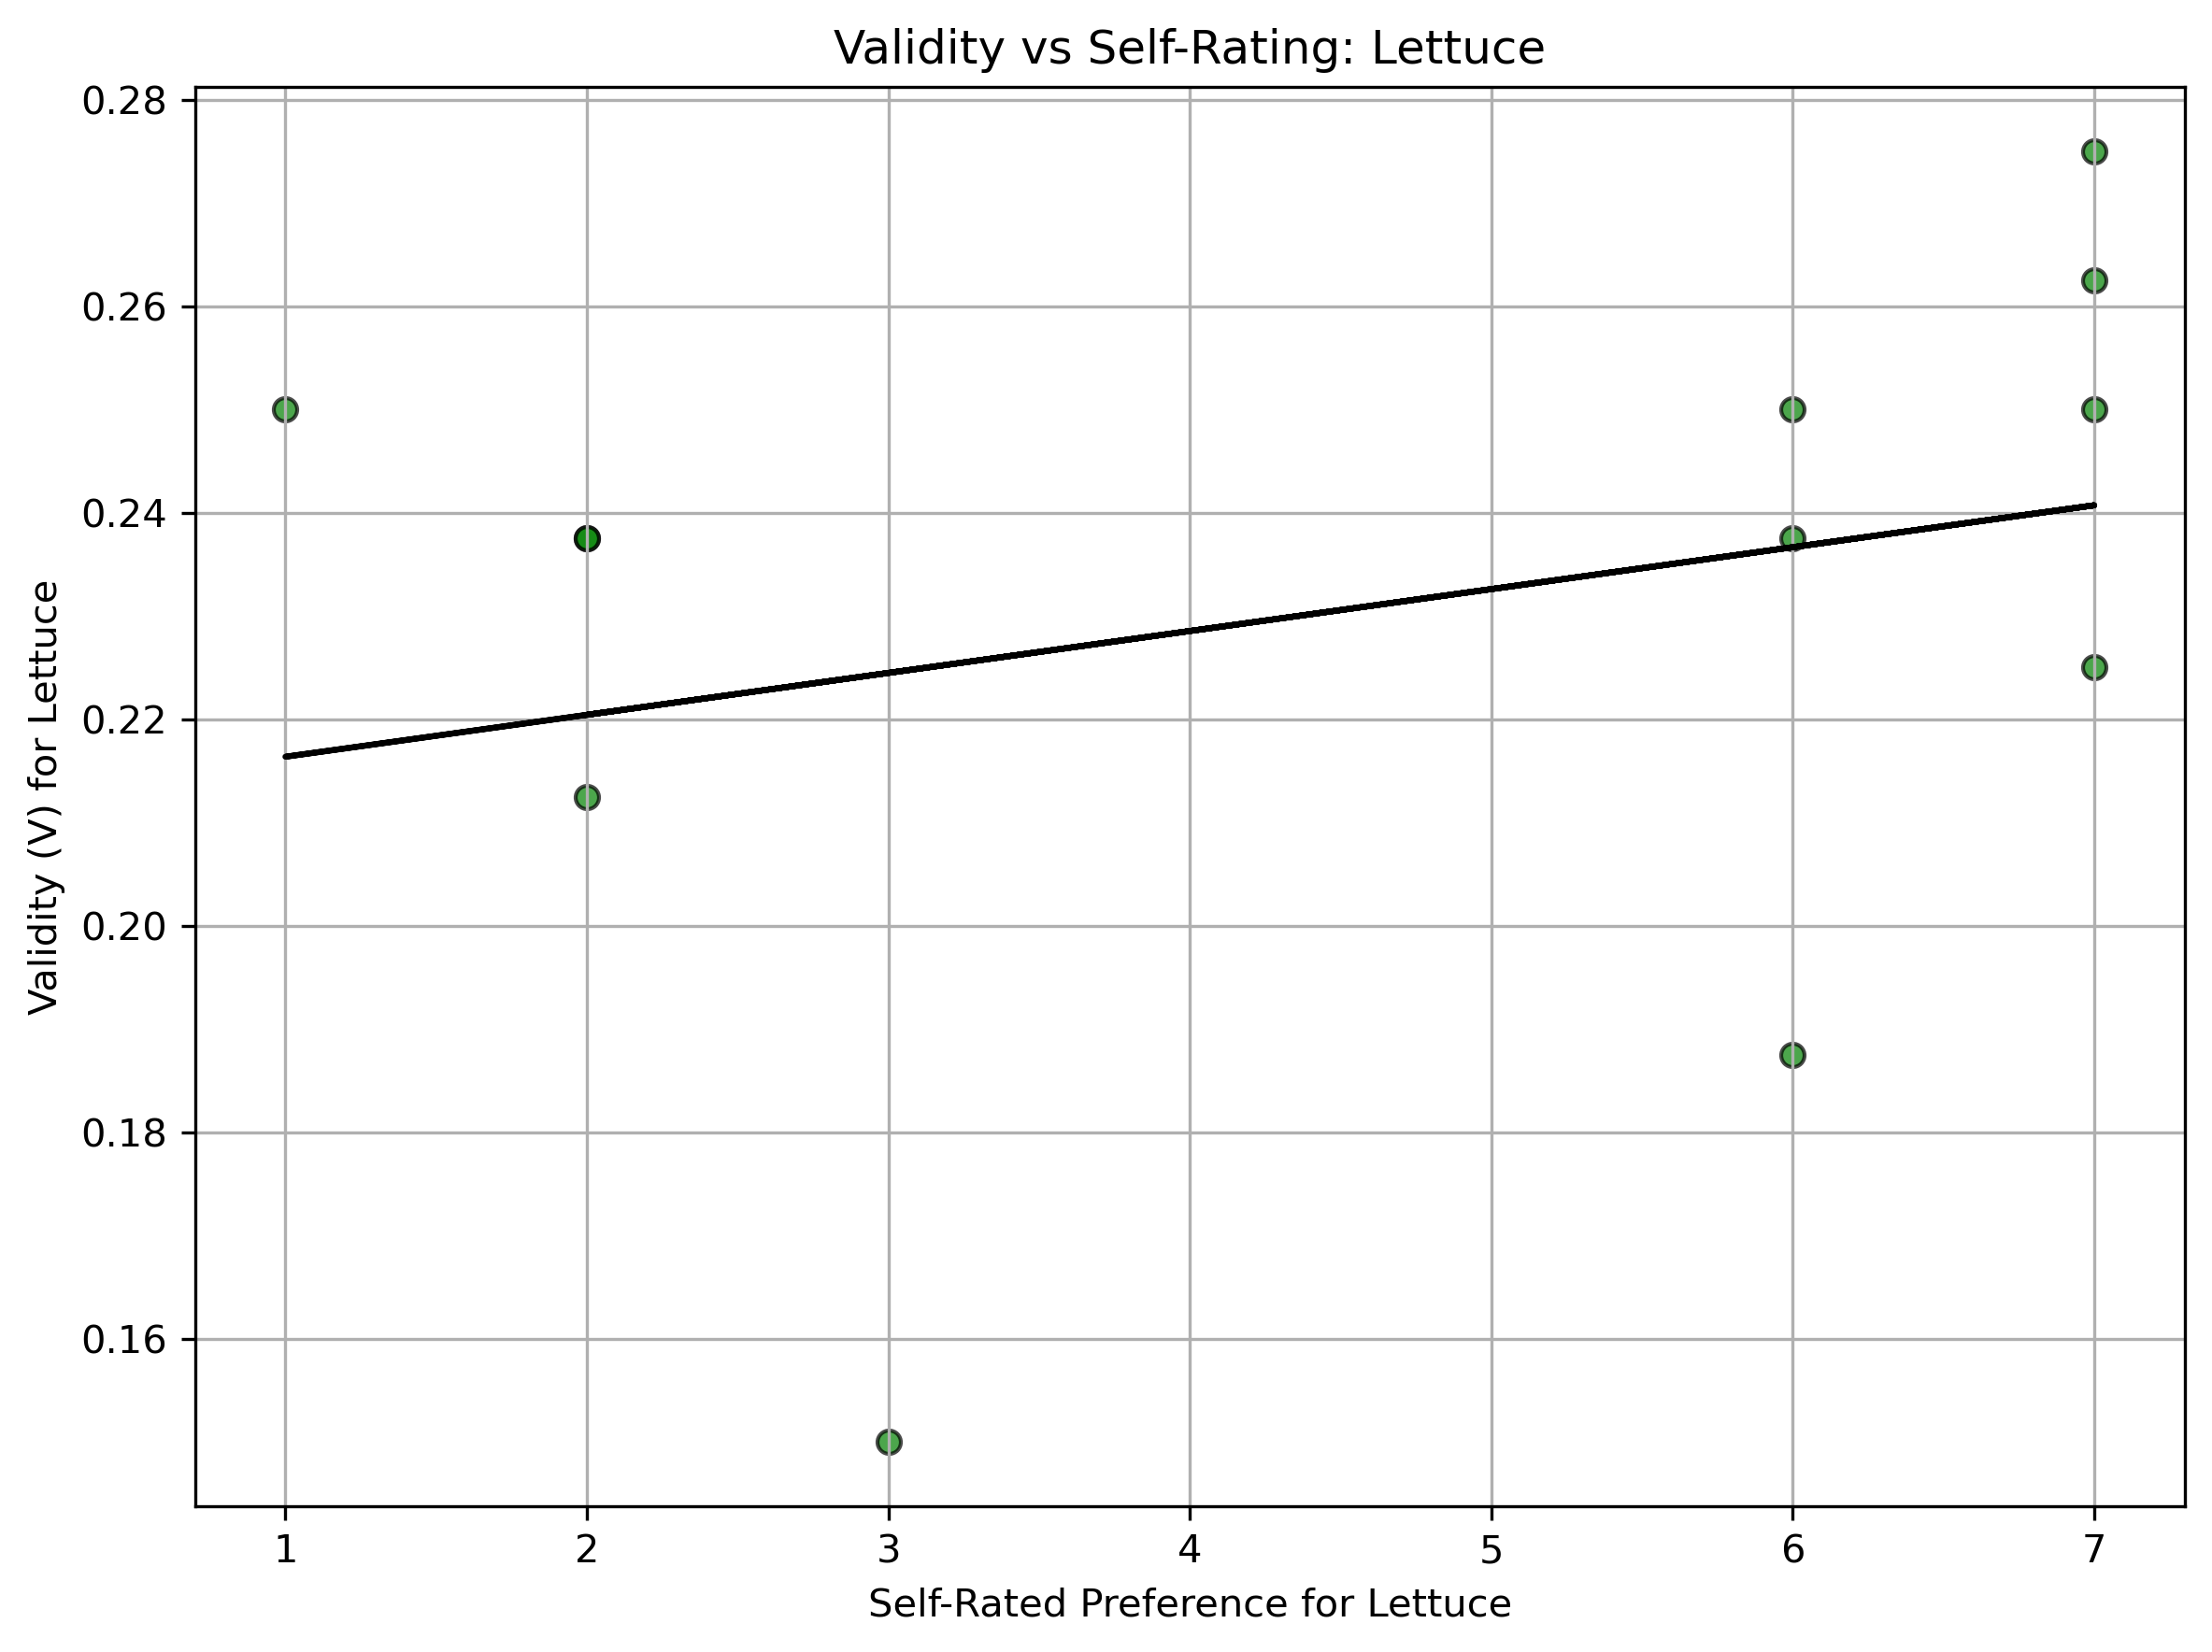 Validity vs Self-Rating: Lettuce
0.28
0.26
0.24
0.22
0.20
0.18
0.16
Validity (V) for Lettuce
1 2 3 4 5 6 7
Self-Rated Preference for Lettuce